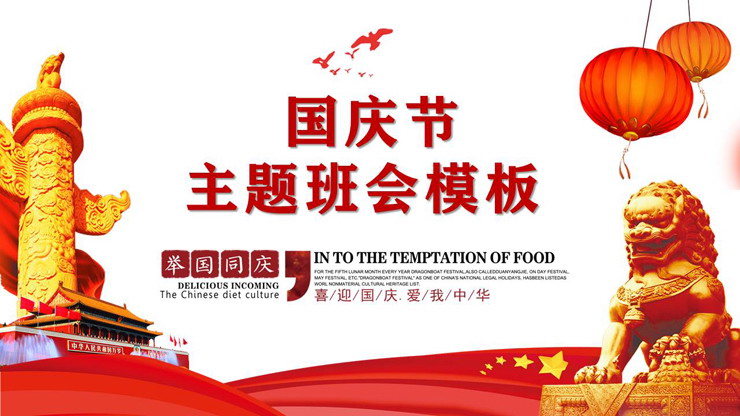 国庆节
主题班会模板
举国同庆
DELICIOUS INCOMING
The Chinese diet culture
,
IN TO THE TEMPTATION OF FOOD
FOR THE FIFTH LUNAR MONTH EVERY YEAR DRAGONBOAT FESTIVAL,ALSO CALLEDDUANYANGJIE, ON DAY FESTIVAL,
MAY FESTIVAL, ETC."DRAGONBOAT FESTIVAL" AS ONE OF CHINA'S NATIONAL LEGAL HOLIDAYS, HASBEEN LISTEDAS
WORL NONMATERIAL CULTURAL HERITAGE LIST.
喜/迎/国/庆.爱/我/中/华
中华人民共和国万岁